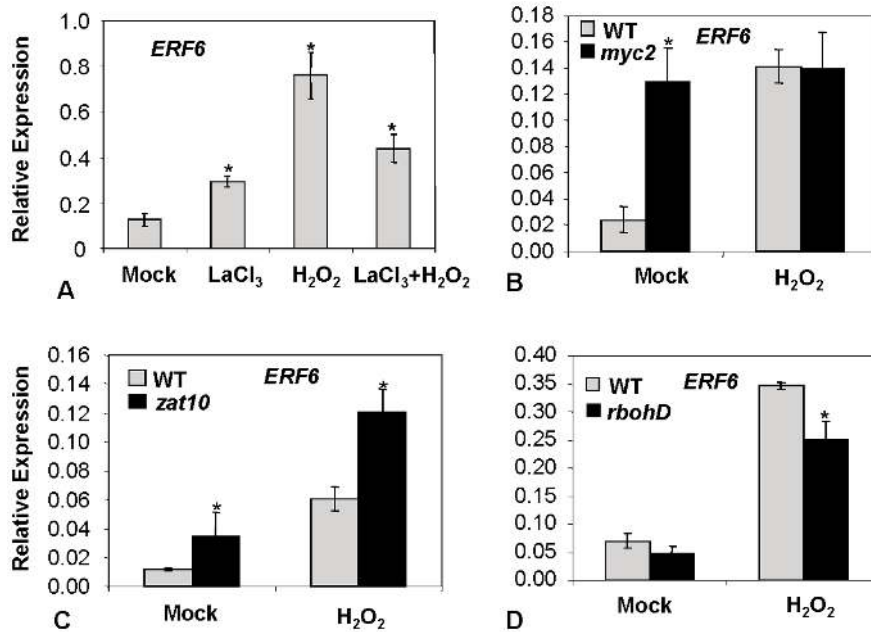 Relative Expression
1.0
0.8
0.6
0.4
0.2
0
ERF6
*
*
*
Mock
LaCl₃
H₂O₂
LaCl₃+H₂O₂
A
0.18
0.16
0.14
0.12
0.10
0.08
0.06
0.04
0.02
0.00
WT
myc2
ERF6
*
Mock
H₂O₂
B
Relative Expression
0.16
0.14
0.12
0.10
0.08
0.06
0.04
0.02
0.00
WT
zat10
ERF6
*
*
Mock
H₂O₂
C
0.40
0.35
0.30
0.25
0.20
0.15
0.10
0.05
0.00
WT
rbohD
ERF6
*
Mock
H₂O₂
D